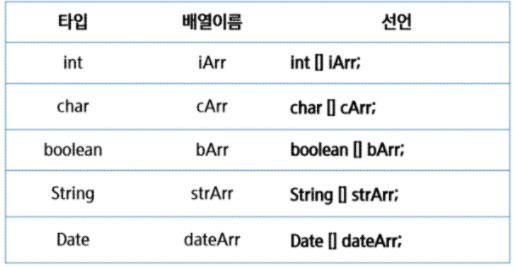 타입 배열이름 선언
int iArr int [] iArr;
char cArr char [] cArr;
boolean bArr boolean [] bArr;
String strArr String [] strArr;
Date dateArr Date [] dateArr;